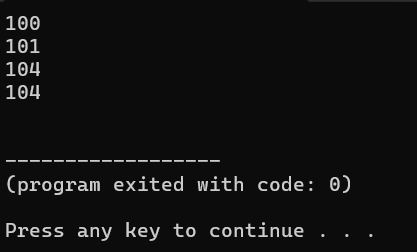 100
101
104
104
------------------
(program exited with code: 0)
Press any key to continue . . .